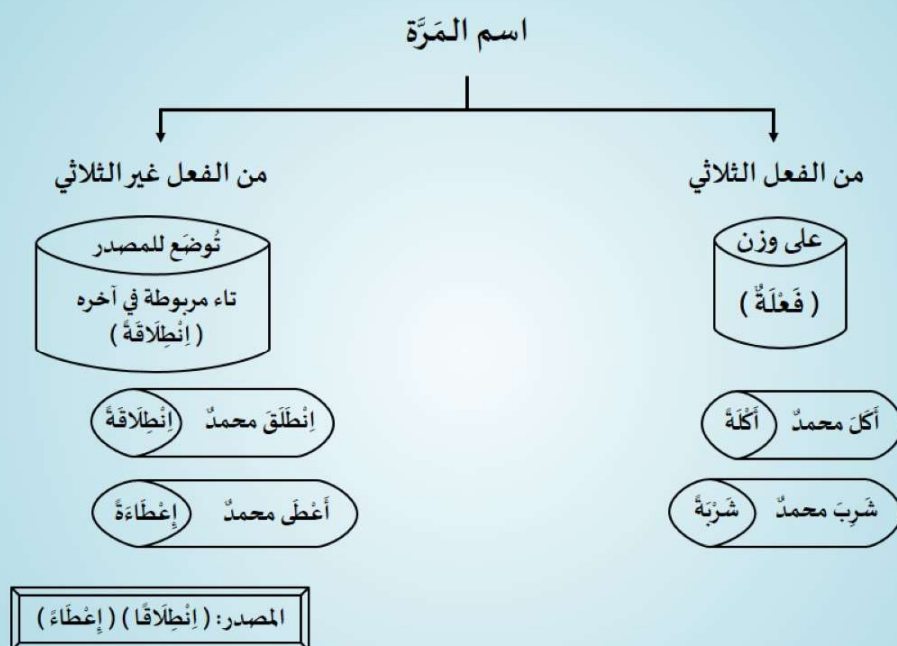 اسم المَرَّة
من الفعل الثلاثي
من الفعل غير الثلاثي
على وزن
( فَعْلَةٌ )
تُوضَع للمصدر
تاء مربوطة في آخره
( اِنْطِلَاقَةً )
أَكَلَ محمدٌ أَكْلَةً
اِنْطَلَقَ محمدٌ اِنْطِلَاقَةً
شَرِبَ محمدٌ شَرْبَةً
أَعْطَى محمدٌ إِعْطَاءَةً
المصدر: ( اِنْطِلَاقًا ) ( إِعْطَاءً )